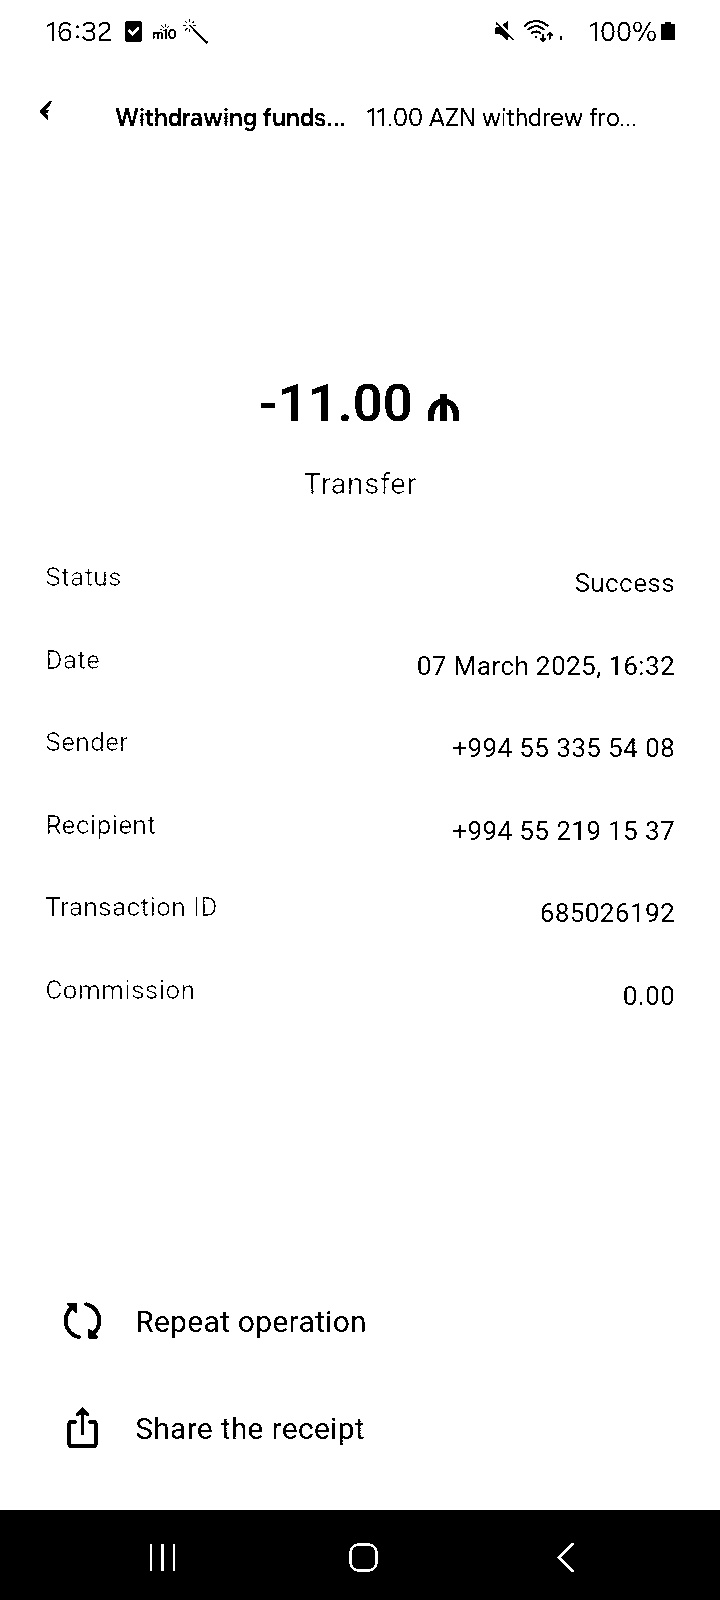 16:32 m10 100%
Withdrawing funds... 11.00 AZN withdrew fro...
-11.00 ₼
Transfer
Status Success
Date 07 March 2025, 16:32
Sender +994 55 335 54 08
Recipient +994 55 219 15 37
Transaction ID 685026192
Commission 0.00
Repeat operation
Share the receipt